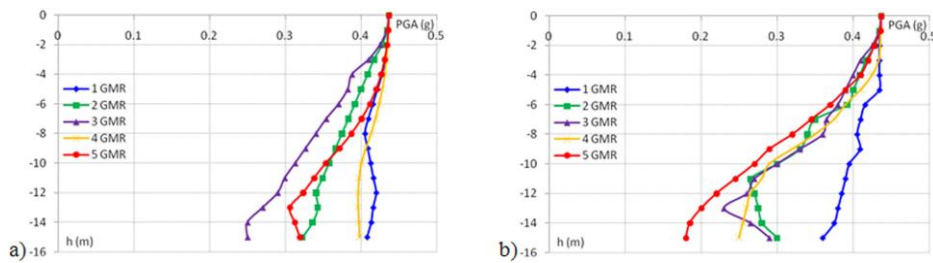 PGA (g)
0 0.1 0.2 0.3 0.4 0.5
0
-2
-4
-6
-8
-10
-12
-14
-16
1 GMR
2 GMR
3 GMR
4 GMR
5 GMR
h (m)
a)
PGA (g)
0 0.1 0.2 0.3 0.4 0.5
0
-2
-4
-6
-8
-10
-12
-14
-16
1 GMR
2 GMR
3 GMR
4 GMR
5 GMR
h (m)
b)